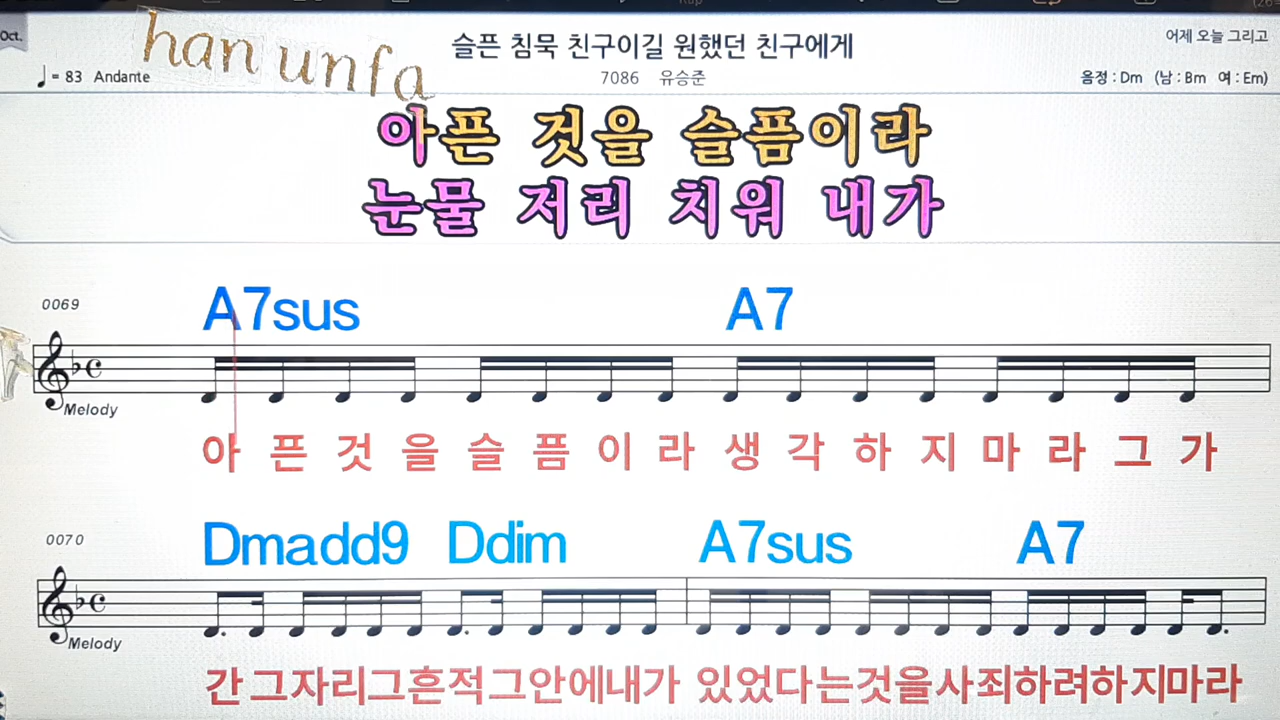 Oct.
han unfa
슬픈 침묵 친구이길 원했던 친구에게
어제 오늘 그리고
♩= 83 Andante
7086 유승준
음정 : Dm (남 : Bm 여 : Em)
아픈 것을 슬픔이라
눈물 저리 치워 내가
0069
A7sus A7
Melody
아 픈 것 을 슬 픔 이 라 생 각 하 지 마 라 그 가
0070
Dmadd9 Ddim A7sus A7
Melody
간그자리그흔적그안에내가 있었다는것을사죄하려하지마라